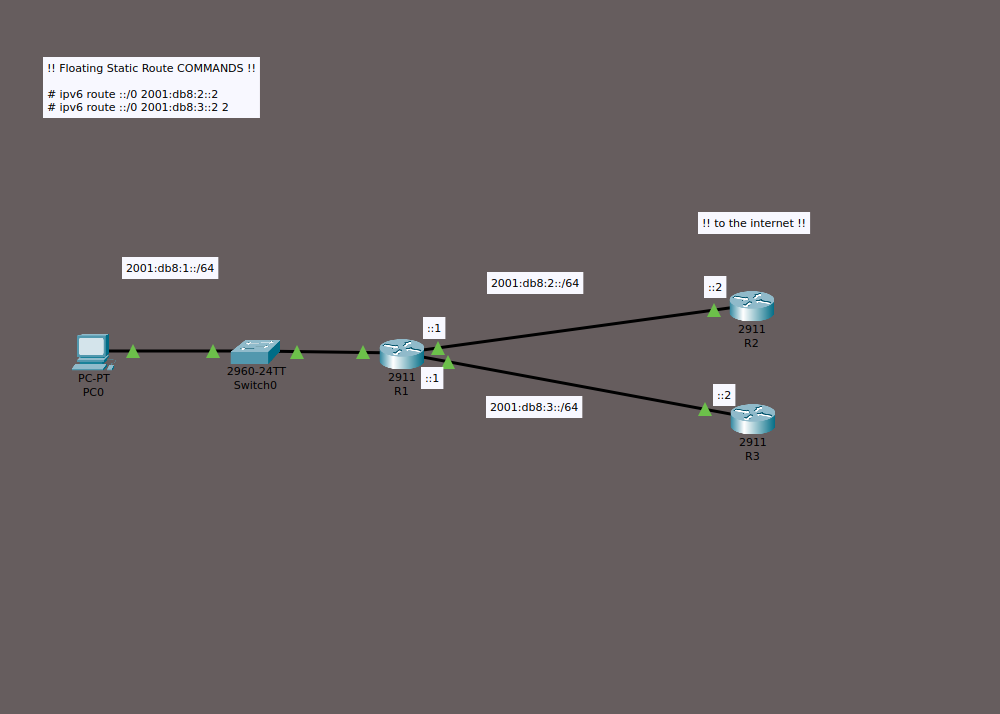 !! Floating Static Route COMMANDS !!
# ipv6 route ::/0 2001:db8:2::2
# ipv6 route ::/0 2001:db8:3::2 2
!! to the internet !!
2001:db8:1::/64
2001:db8:2::/64
::2
2911
R2
::1
PC-PT
PC0
2960-24TT
Switch0
2911
R1
::1
2001:db8:3::/64
::2
2911
R3